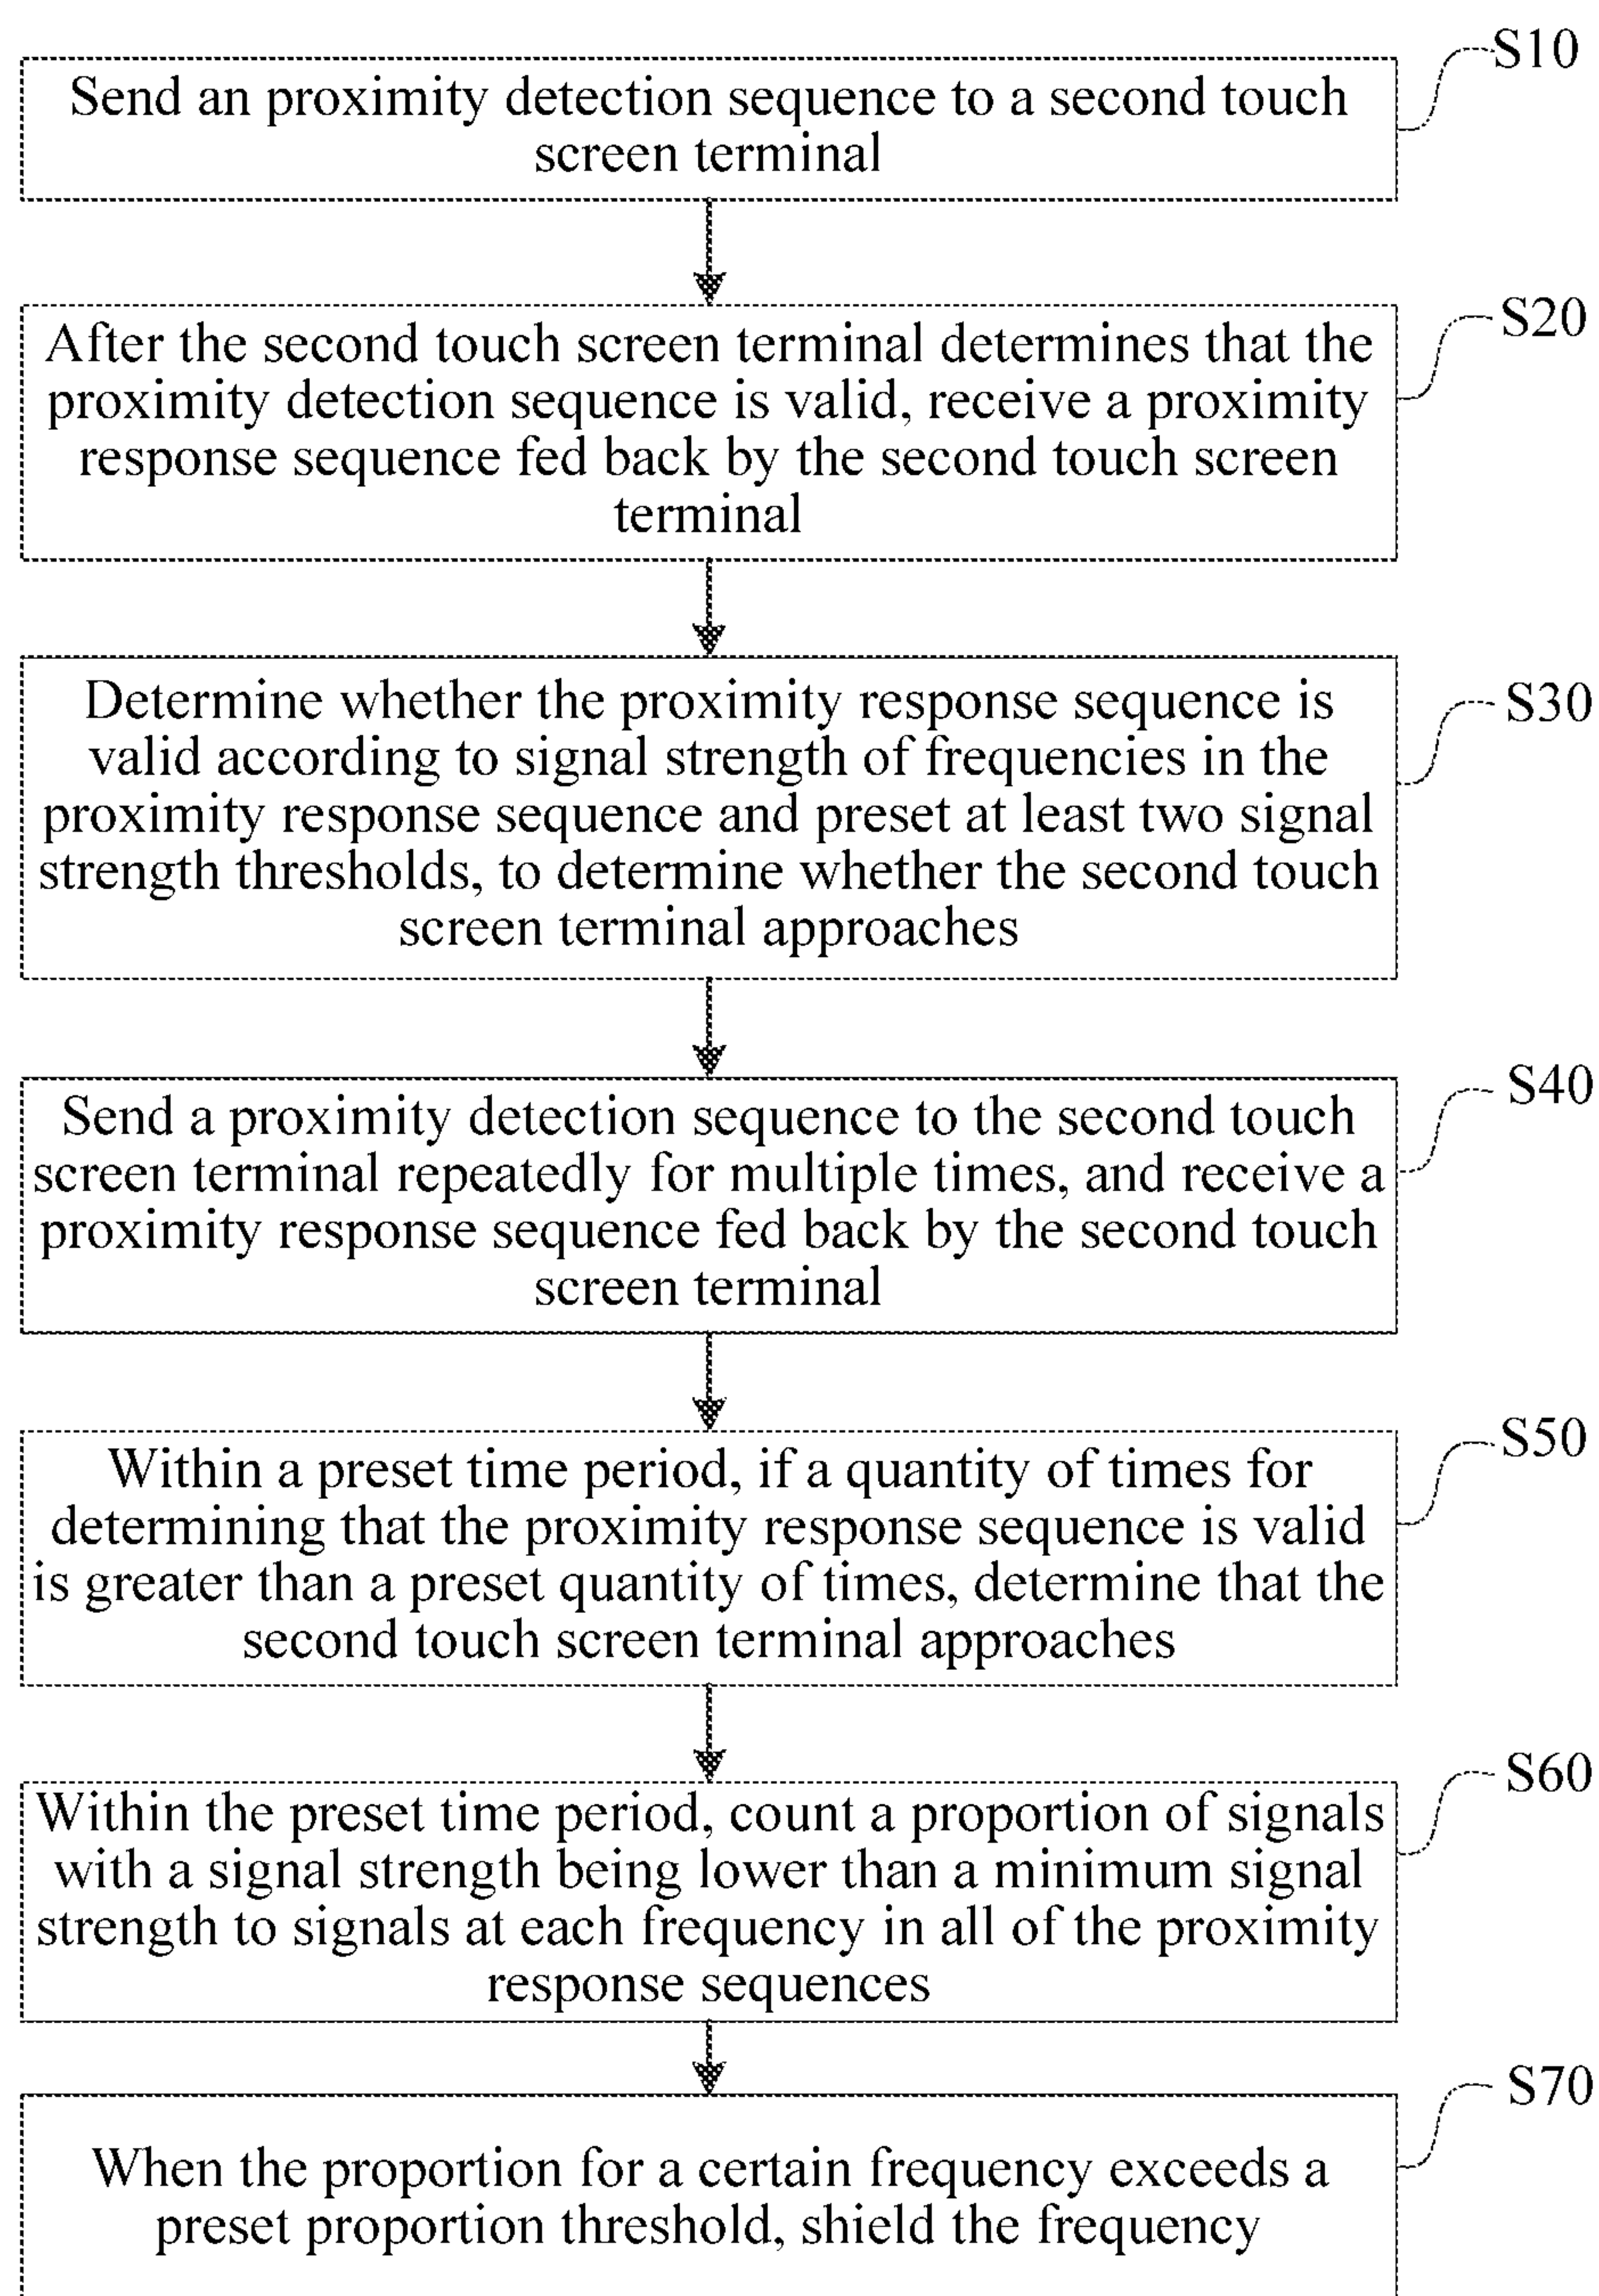 S10
Send an proximity detection sequence to a second touch
screen terminal
S20
After the second touch screen terminal determines that the
proximity detection sequence is valid, receive a proximity
response sequence fed back by the second touch screen
terminal
S30
Determine whether the proximity response sequence is
valid according to signal strength of frequencies in the
proximity response sequence and preset at least two signal
strength thresholds, to determine whether the second touch
screen terminal approaches
S40
Send a proximity detection sequence to the second touch
screen terminal repeatedly for multiple times, and receive a
proximity response sequence fed back by the second touch
screen terminal
S50
Within a preset time period, if a quantity of times for
determining that the proximity response sequence is valid
is greater than a preset quantity of times, determine that the
second touch screen terminal approaches
S60
Within the preset time period, count a proportion of signals
with a signal strength being lower than a minimum signal
strength to signals at each frequency in all of the proximity
response sequences
S70
When the proportion for a certain frequency exceeds a
preset proportion threshold, shield the frequency